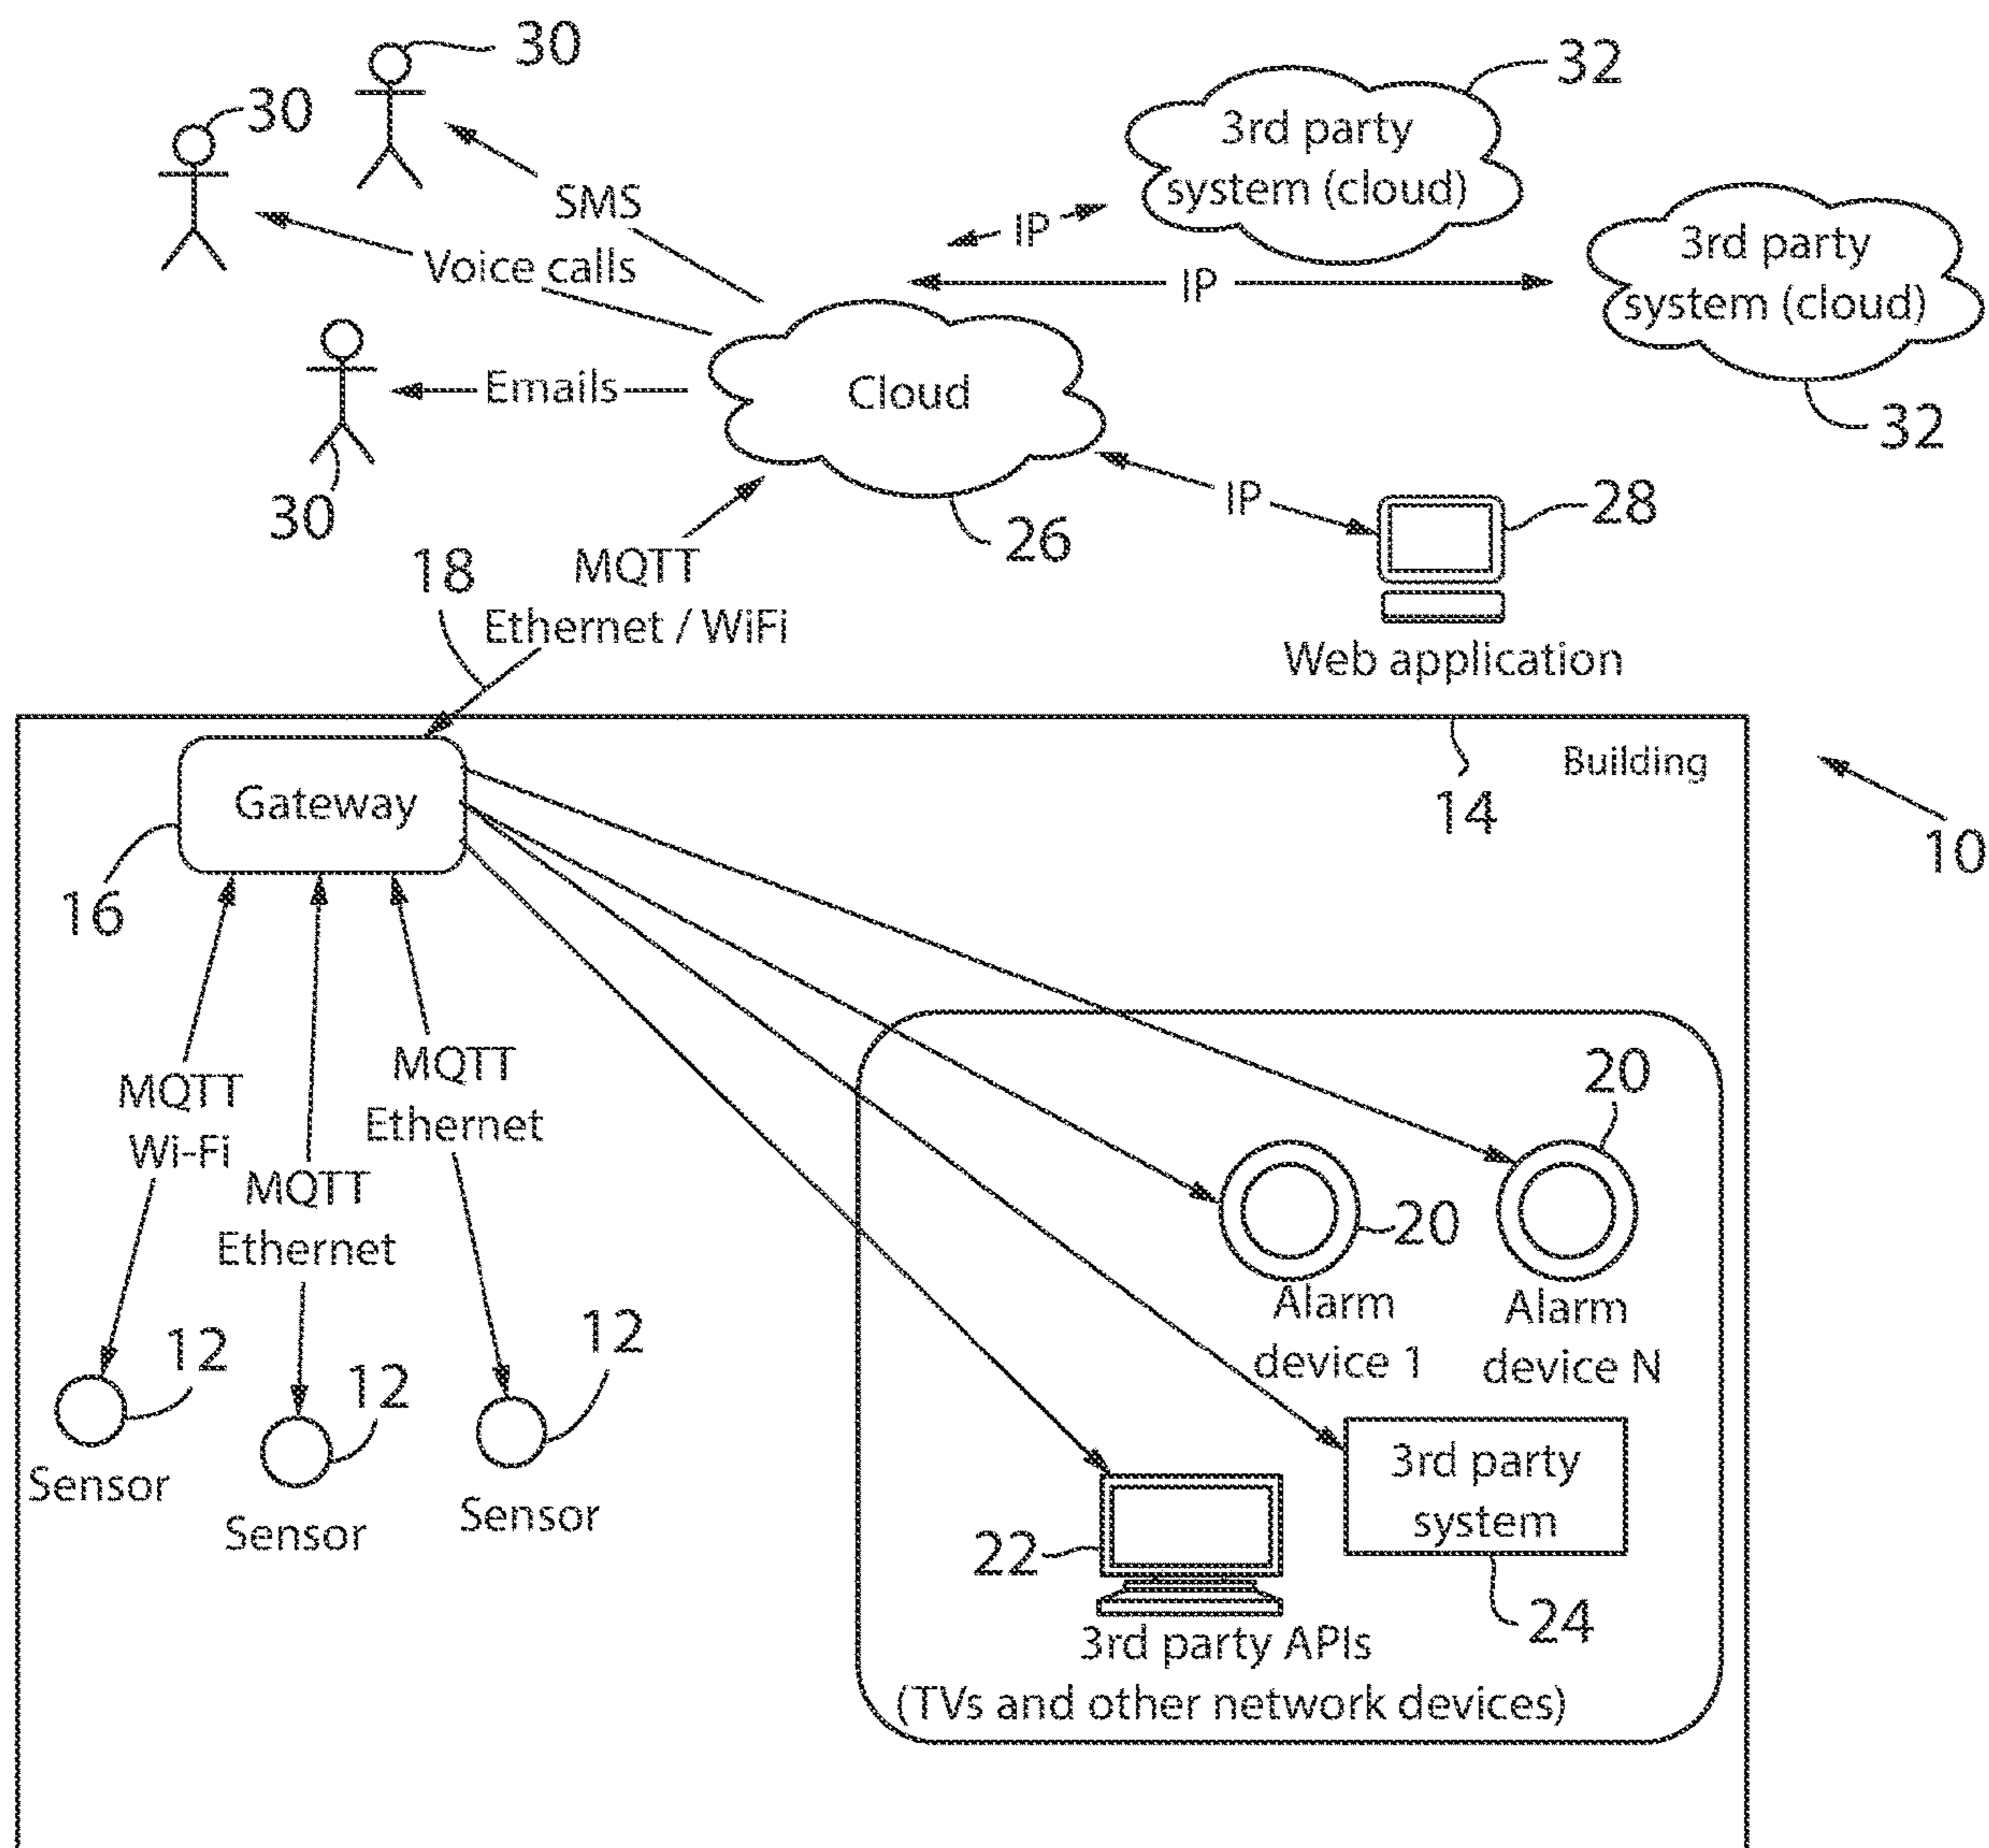 30
30
SMS
Voice calls
Emails
30
3rd party
system (cloud)
32
IP
IP
3rd party
system (cloud)
32
Cloud
26
IP
28
Web application
18
MQTT
Ethernet / WiFi
Building
14
10
Gateway
16
MQTT
Wi-Fi
MQTT
Ethernet
MQTT
Ethernet
12
Sensor
12
Sensor
12
Sensor
20
20
Alarm
device 1
Alarm
device N
3rd party
system
24
22
3rd party APIs
(TVs and other network devices)